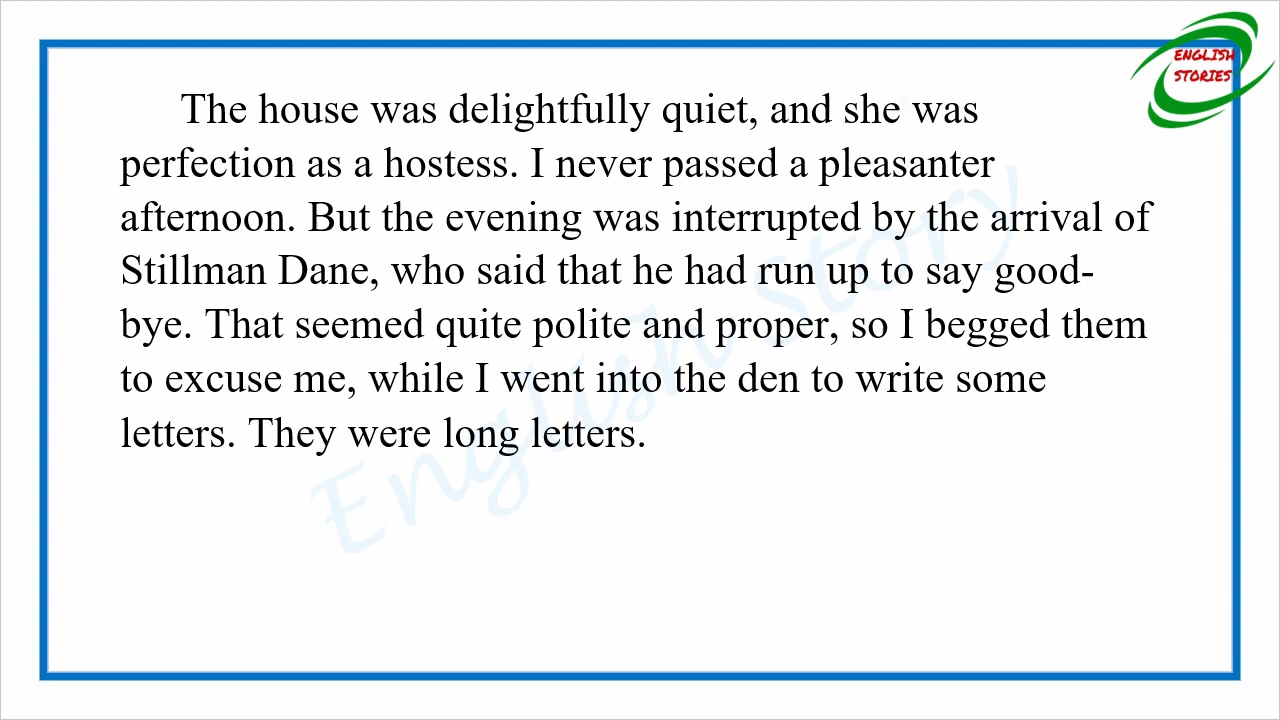 ENGLISH
STORIES
The house was delightfully quiet, and she was
perfection as a hostess. I never passed a pleasanter
afternoon. But the evening was interrupted by the arrival of
Stillman Dane, who said that he had run up to say good-
bye. That seemed quite polite and proper, so I begged them
to excuse me, while I went into the den to write some
letters. They were long letters.
English Story